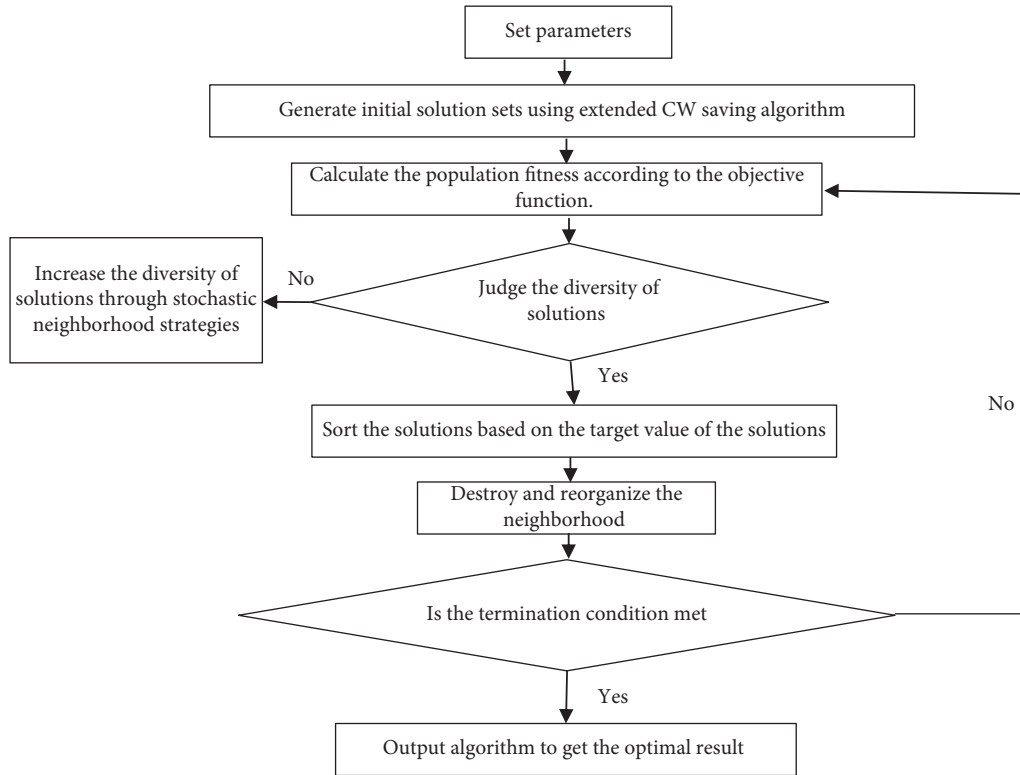 Set parameters
Generate initial solution sets using extended CW saving algorithm
Calculate the population fitness according to the objective
function.
Increase the diversity of
solutions through stochastic
neighborhood strategies
No
Judge the diversity of
solutions
Yes
Sort the solutions based on the target value of the solutions
No
Destroy and reorganize the
neighborhood
Is the termination condition met
Yes
Output algorithm to get the optimal result